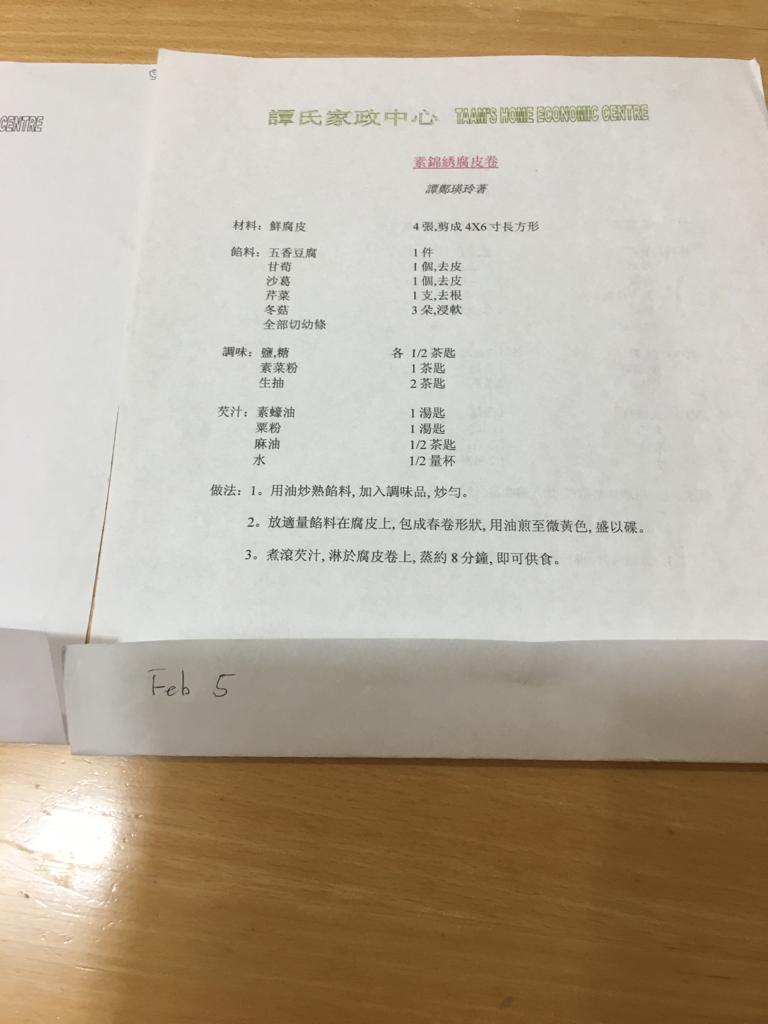 CENTRE
譚氏家政中心 TAAM'S HOME ECONOMIC CENTRE
素錦綉腐皮卷
譚鄭瑛玲著
材料：鮮腐皮 4 張,剪成 4X6 寸長方形
餡料：五香豆腐 1 件
甘荀 1 個,去皮
沙葛 1 個,去皮
芹菜 1 支,去根
冬菇 3 朵,浸軟
全部切幼條
調味：鹽,糖 各 1/2 茶匙
素菜粉 1 茶匙
生抽 2 茶匙
芡汁：素蠔油 1 湯匙
粟粉 1 湯匙
麻油 1/2 茶匙
水 1/2 量杯
做法：1。用油炒熟餡料, 加入調味品, 炒勻。
2。放適量餡料在腐皮上, 包成春卷形狀, 用油煎至微黃色, 盛以碟。
3。煮滾芡汁, 淋於腐皮卷上, 蒸約 8 分鐘, 即可供食。
Feb 5